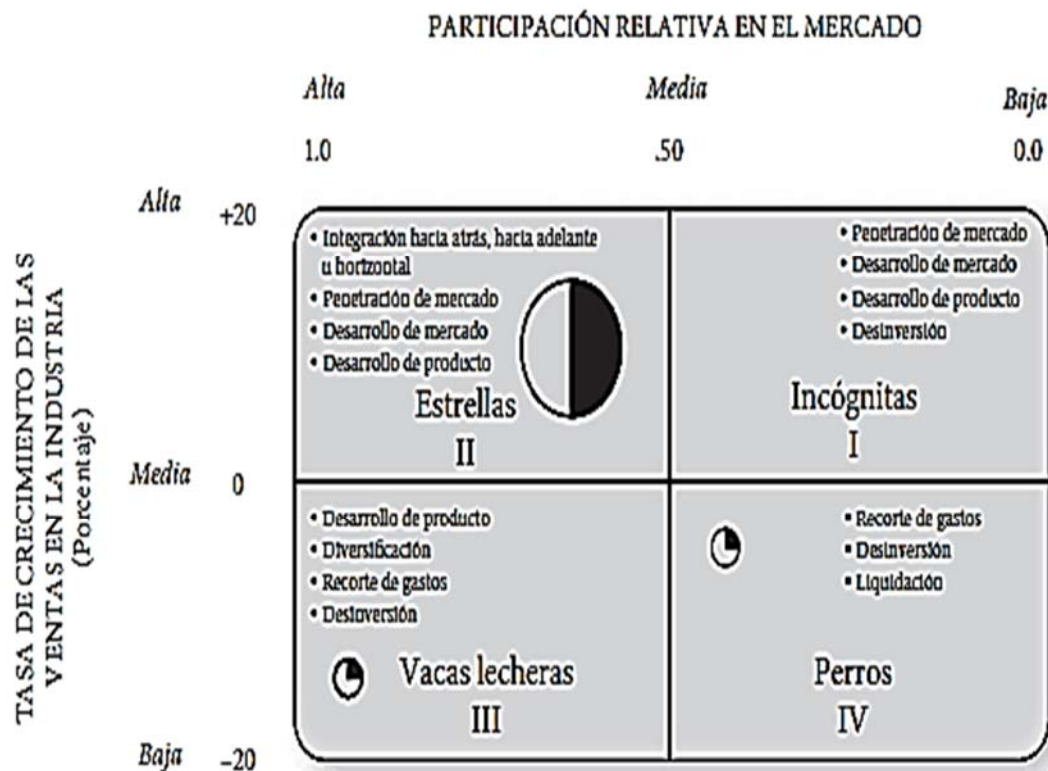 PARTICIPACIÓN RELATIVA EN EL MERCADO
Alta
Media
Baja
1.0
.50
0.0
TASA DE CRECIMIENTO DE LAS
VENTAS EN LA INDUSTRIA
(Porcentaje)
Alta
+20
Media
0
Baja
−20
• Integración hacia atrás, hacia adelante
u horizontal
• Penetración de mercado
• Desarrollo de mercado
• Desarrollo de producto
Estrellas
II
• Penetración de mercado
• Desarrollo de mercado
• Desarrollo de producto
• Desinversión
Incógnitas
I
• Desarrollo de producto
• Diversificación
• Recorte de gastos
• Desinversión
Vacas lecheras
III
• Recorte de gastos
▪ Desinversión
▪ Liquidación
Perros
IV